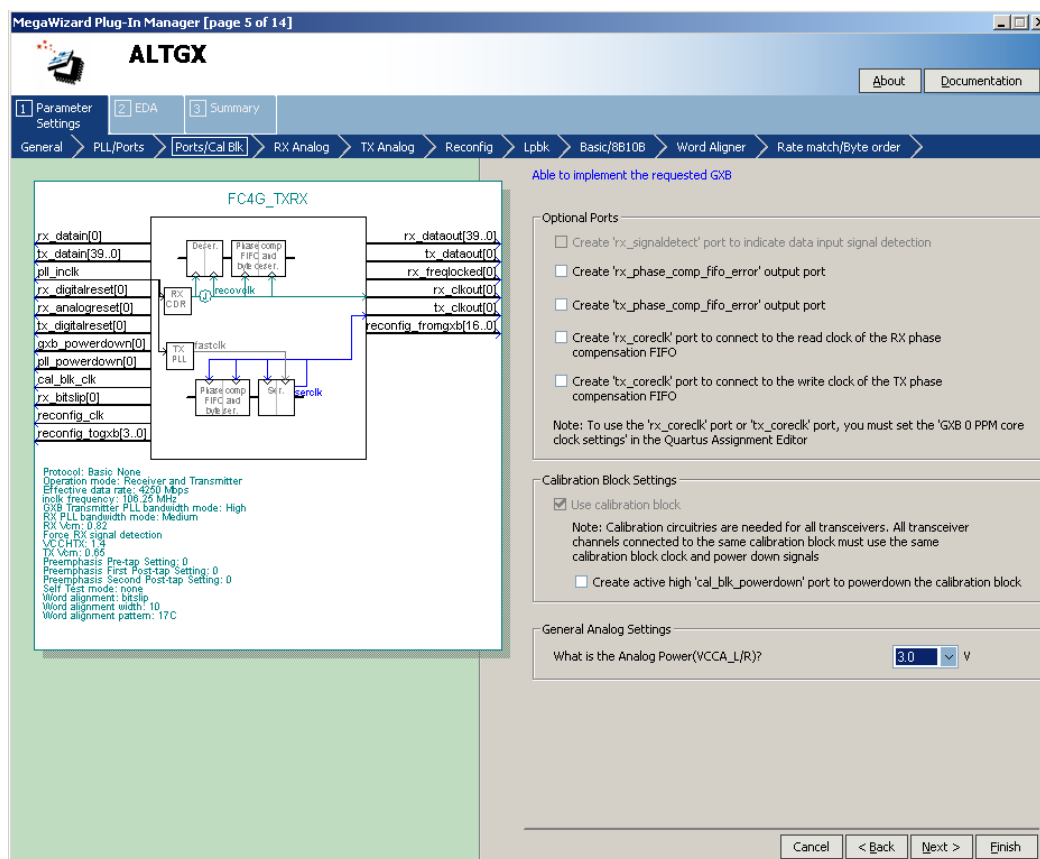 MegaWizard Plug-In Manager [page 5 of 14]
ALTGX
About
Documentation
1 Parameter Settings
2 EDA
3 Summary
General
PLL/Ports
Ports/Cal Blk
RX Analog
TX Analog
Reconfig
Lpbk
Basic/8B10B
Word Aligner
Rate match/Byte order
FC4G_TXRX
rx_datain[0]
tx_datain[39..0]
pll_inclk
rx_digitalreset[0]
rx_analogreset[0]
tx_digitalreset[0]
gxb_powerdown[0]
pll_powerdown[0]
cal_blk_clk
rx_bitslip[0]
reconfig_clk
reconfig_togxb[3..0]
Deser.
Phase comp
FIFO and
byte deser.
RX
CDR
recovclk
TX
PLL
fastclk
Phase comp
FIFO and
byte ser.
Ser.
serclk
rx_dataout[39..0]
tx_dataout[0]
rx_freqlocked[0]
rx_clkout[0]
tx_clkout[0]
reconfig_fromgxb[16..0]
Protocol: Basic None
Operation mode: Receiver and Transmitter
Effective data rate: 4250 Mbps
inclk frequency: 106.25 MHz
GXB Transmitter PLL bandwidth mode: High
RX PLL bandwidth mode: Medium
RX Vcm: 0.82
Force RX signal detection
VCCHTX: 1.4
TX Vcm: 0.65
Preemphasis Pre-tap Setting: 0
Preemphasis First Post-tap Setting: 0
Preemphasis Second Post-tap Setting: 0
Self Test mode: none
Word alignment: bitslip
Word alignment width: 10
Word alignment pattern: 17C
Able to implement the requested GXB
Optional Ports
Create 'rx_signaldetect' port to indicate data input signal detection
Create 'rx_phase_comp_fifo_error' output port
Create 'tx_phase_comp_fifo_error' output port
Create 'rx_coreclk' port to connect to the read clock of the RX phase
compensation FIFO
Create 'tx_coreclk' port to connect to the write clock of the TX phase
compensation FIFO
Note: To use the 'rx_coreclk' port or 'tx_coreclk' port, you must set the 'GXB 0 PPM core
clock settings' in the Quartus Assignment Editor
Calibration Block Settings
Use calibration block
Note: Calibration circuitries are needed for all transceivers. All transceiver
channels connected to the same calibration block must use the same
calibration block clock and power down signals
Create active high 'cal_blk_powerdown' port to powerdown the calibration block
General Analog Settings
What is the Analog Power(VCCA_L/R)?
3.0
V
Cancel
< Back
Next >
Finish